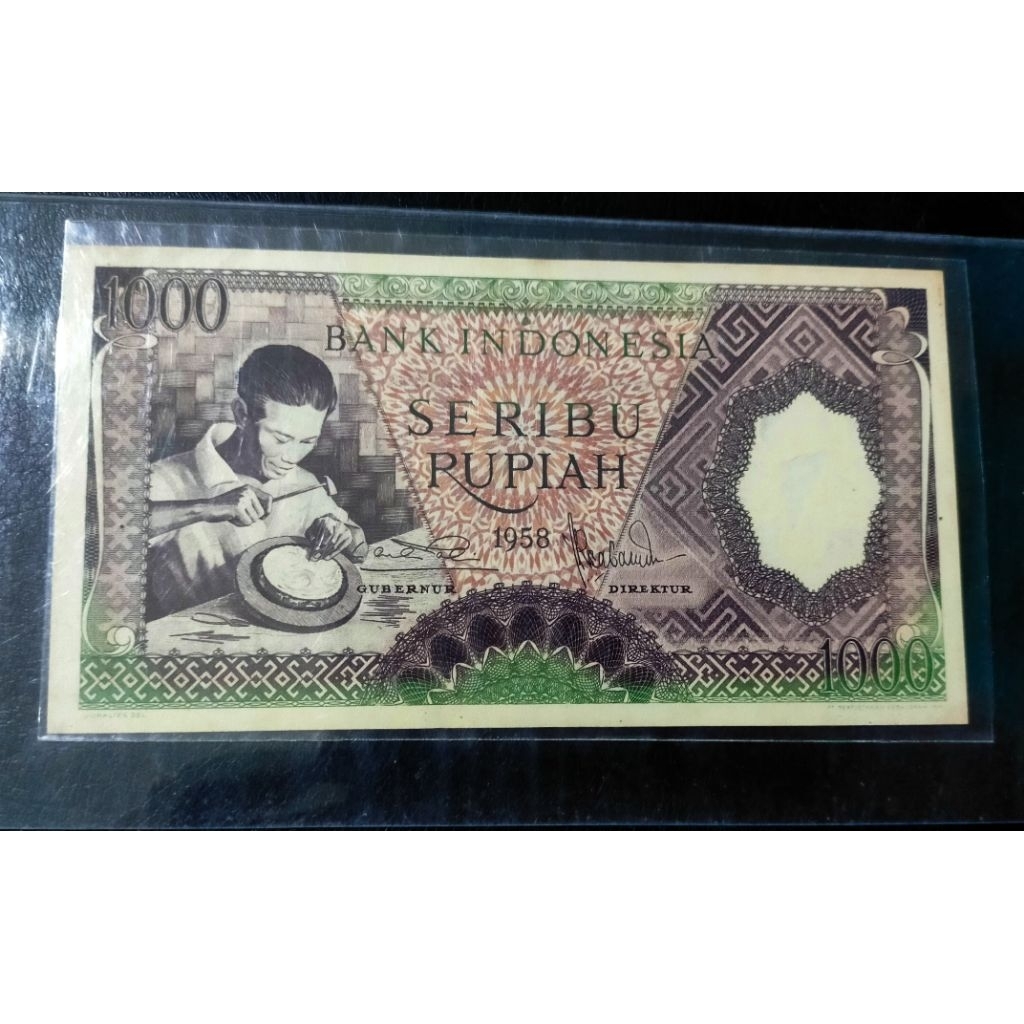 1000
BANK INDONESIA
SERIBU
RUPIAH
1958
GUBERNUR DIREKTUR
1000